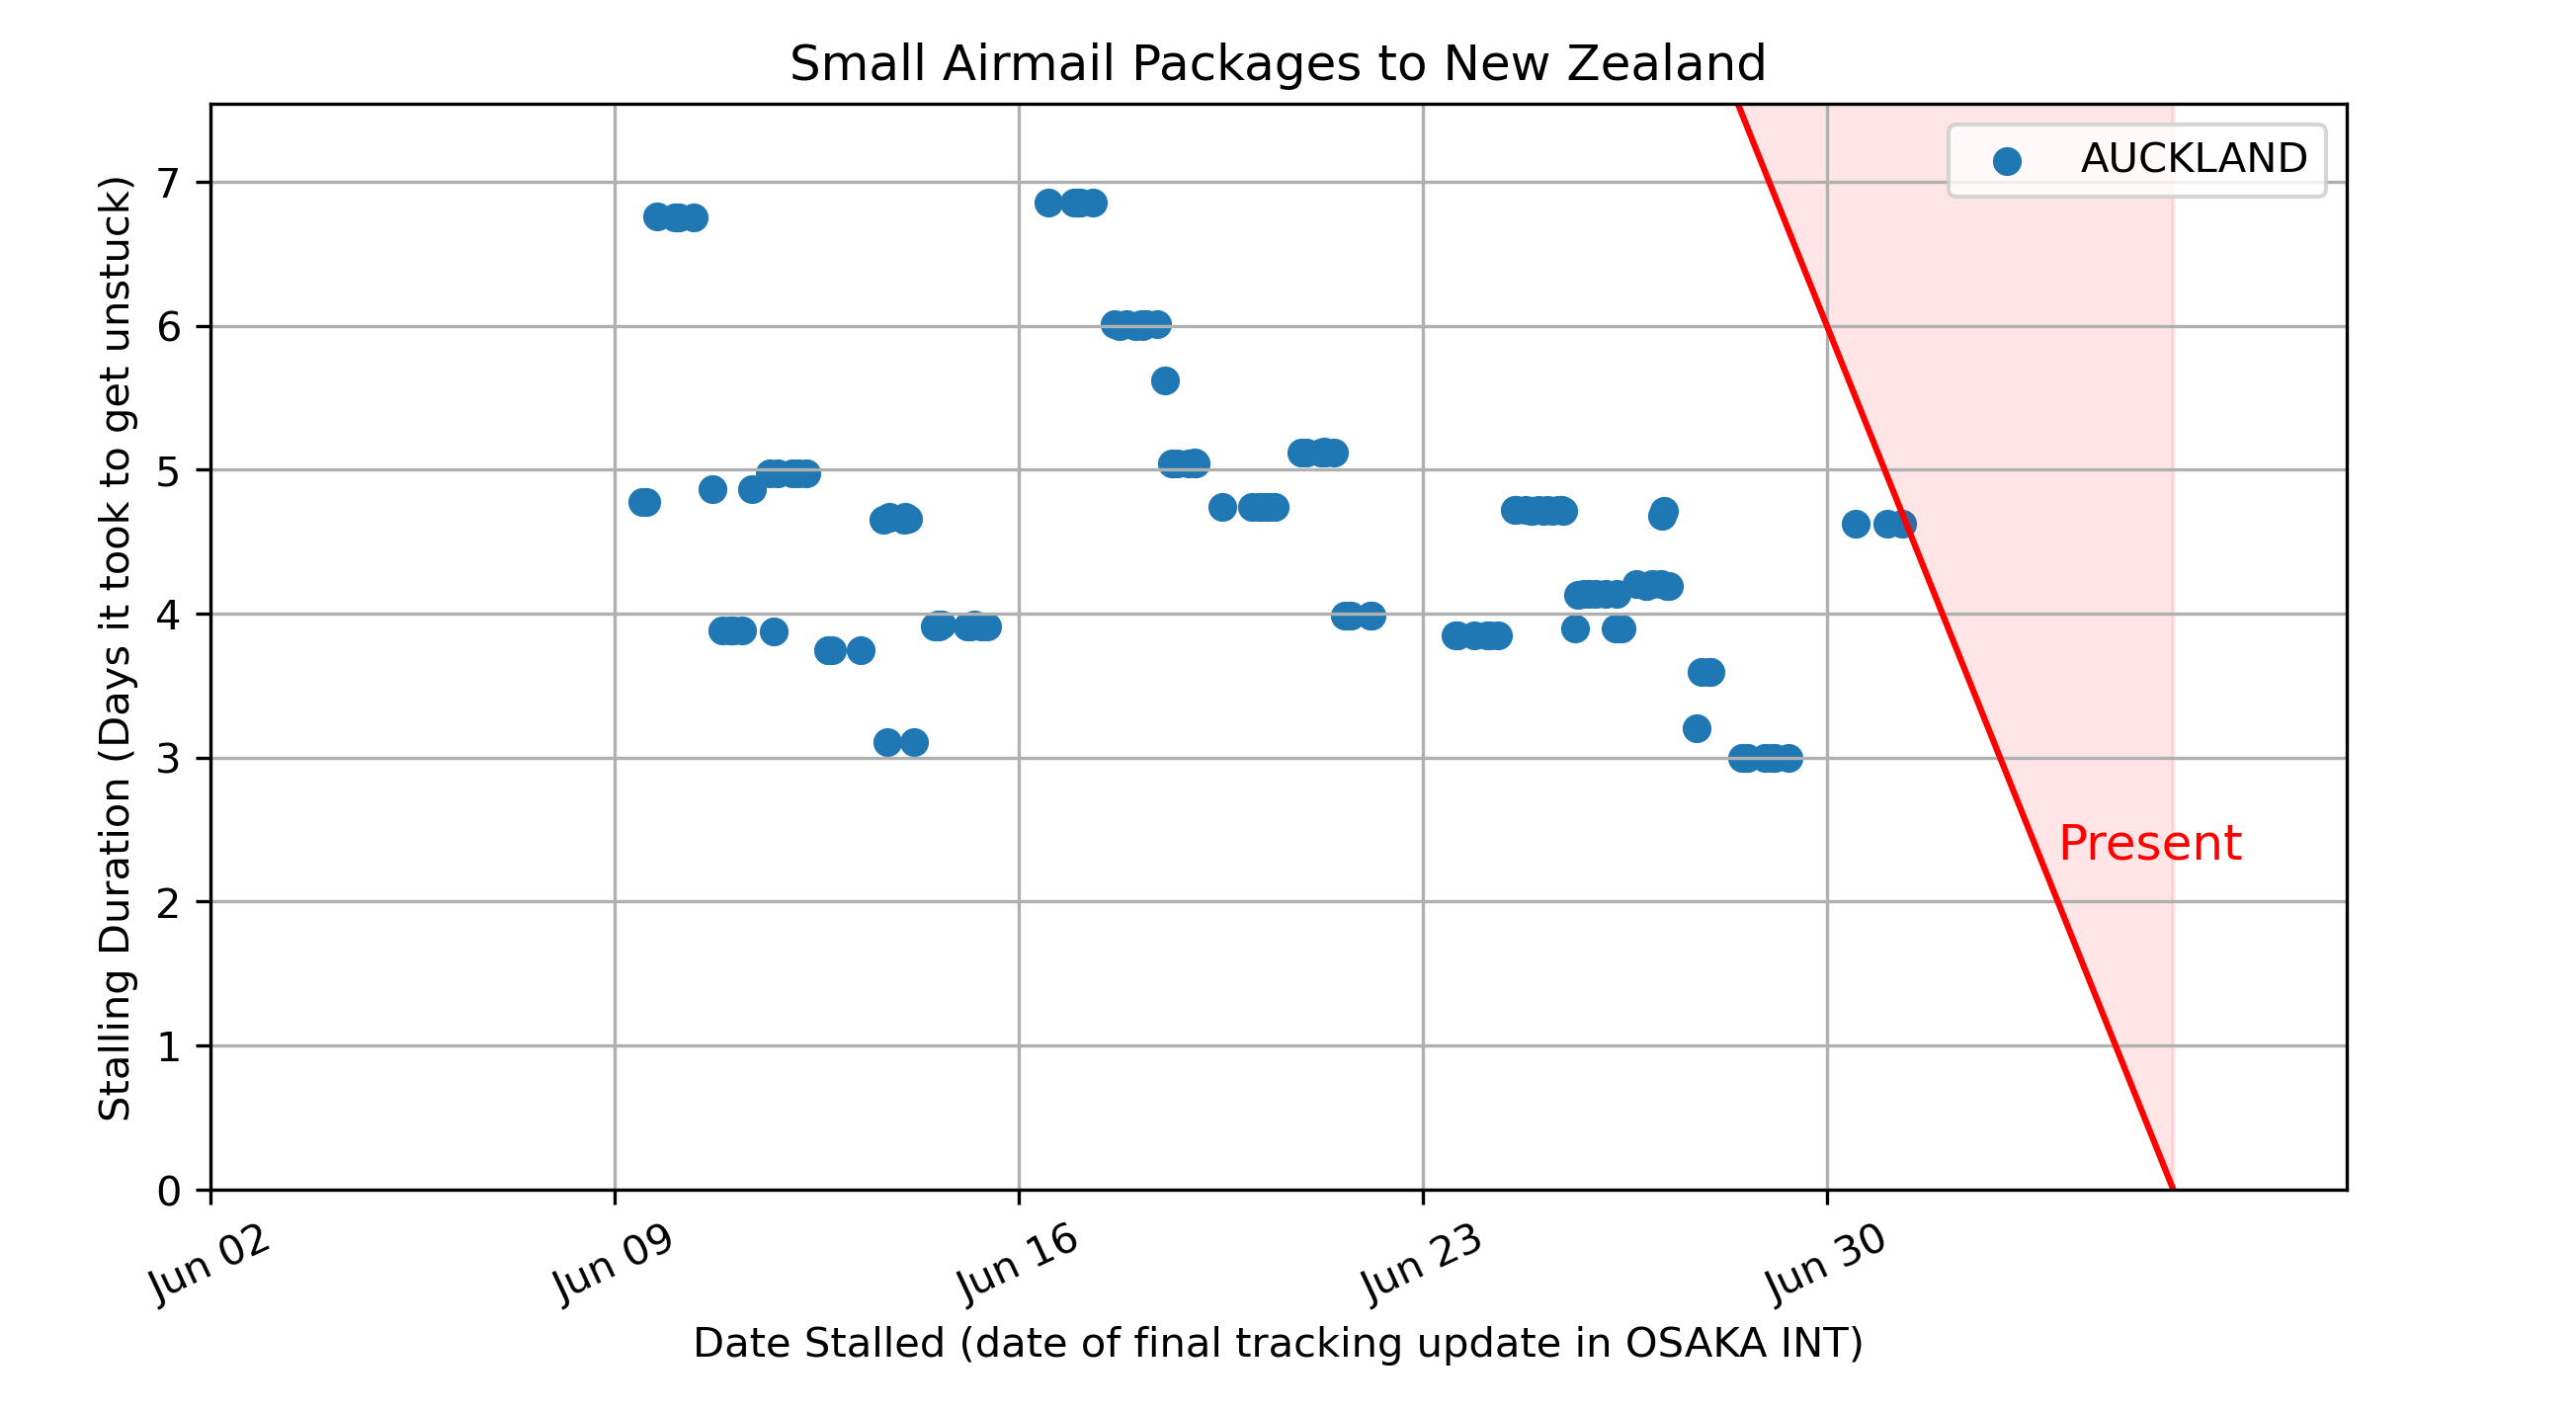 Small Airmail Packages to New Zealand
AUCKLAND
Stalling Duration (Days it took to get unstuck)
7
6
5
4
3
2
1
0
Present
Jun 02
Jun 09
Jun 16
Jun 23
Jun 30
Date Stalled (date of final tracking update in OSAKA INT)